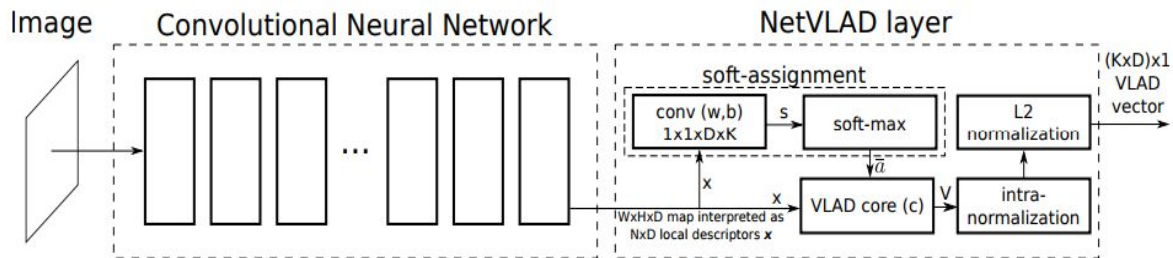 Image
Convolutional Neural Network
NetVLAD layer
soft-assignment
conv (w,b)
1x1xDxK
s
soft-max
L2
normalization
(KxD)x1
VLAD
vector
...
x
ā
x
VLAD core (c)
V
intra-
normalization
WxHxD map interpreted as
NxD local descriptors x